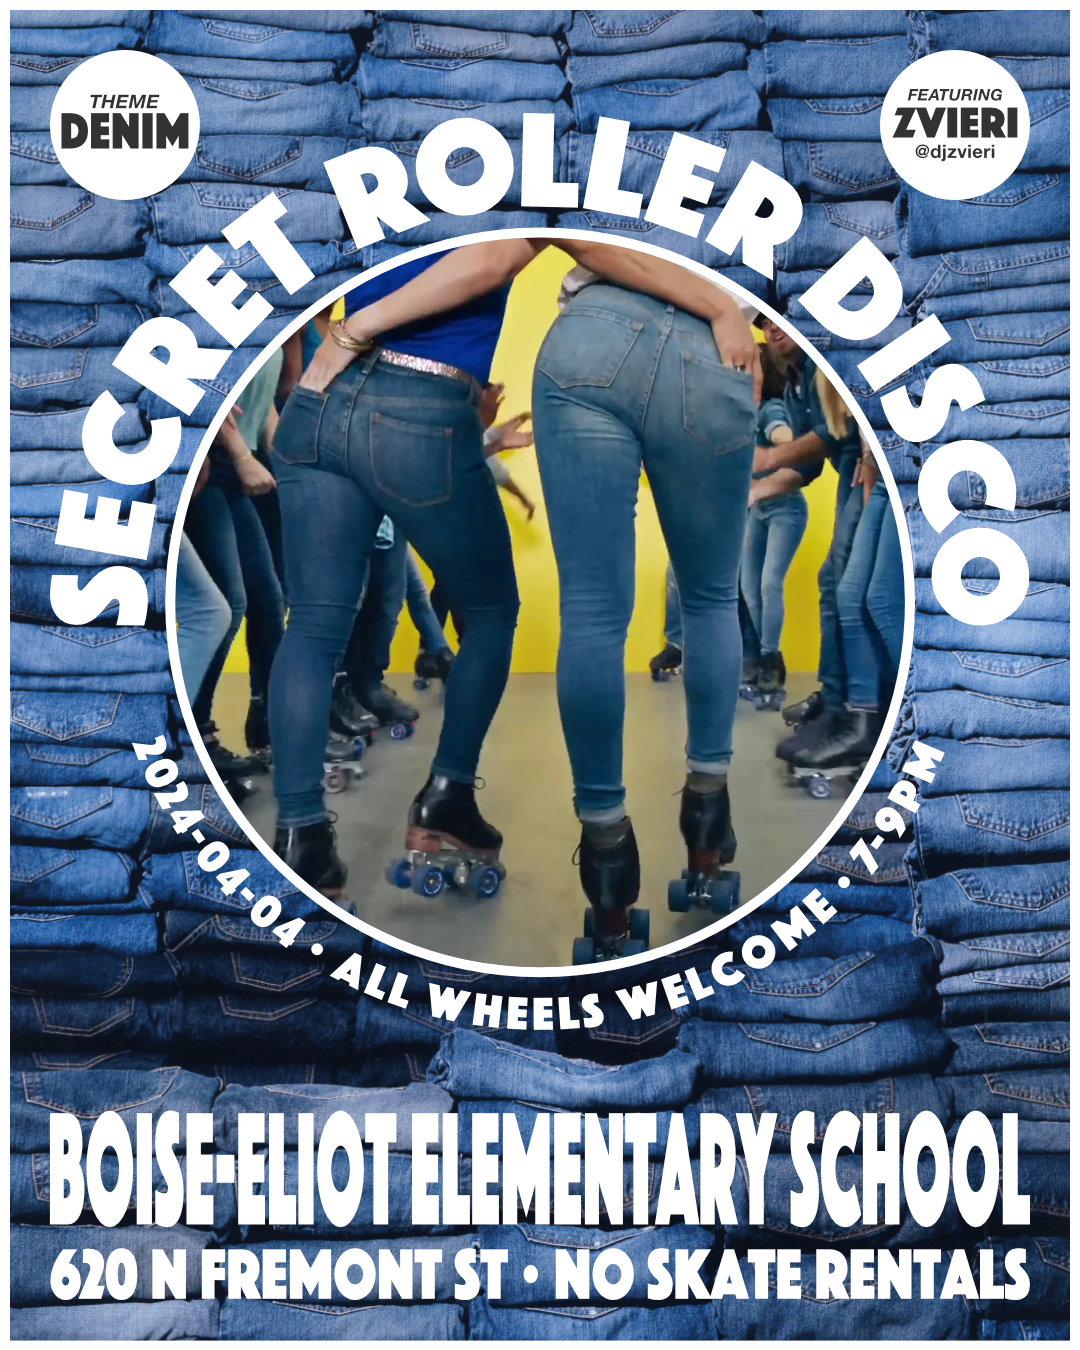 THEME
DENIM
FEATURING
ZVIERI
@djzvieri
SECRET ROLLER DISCO
2024-04-04 • ALL WHEELS WELCOME • 7-9PM
BOISE-ELIOT ELEMENTARY SCHOOL
620 N FREMONT ST • NO SKATE RENTALS